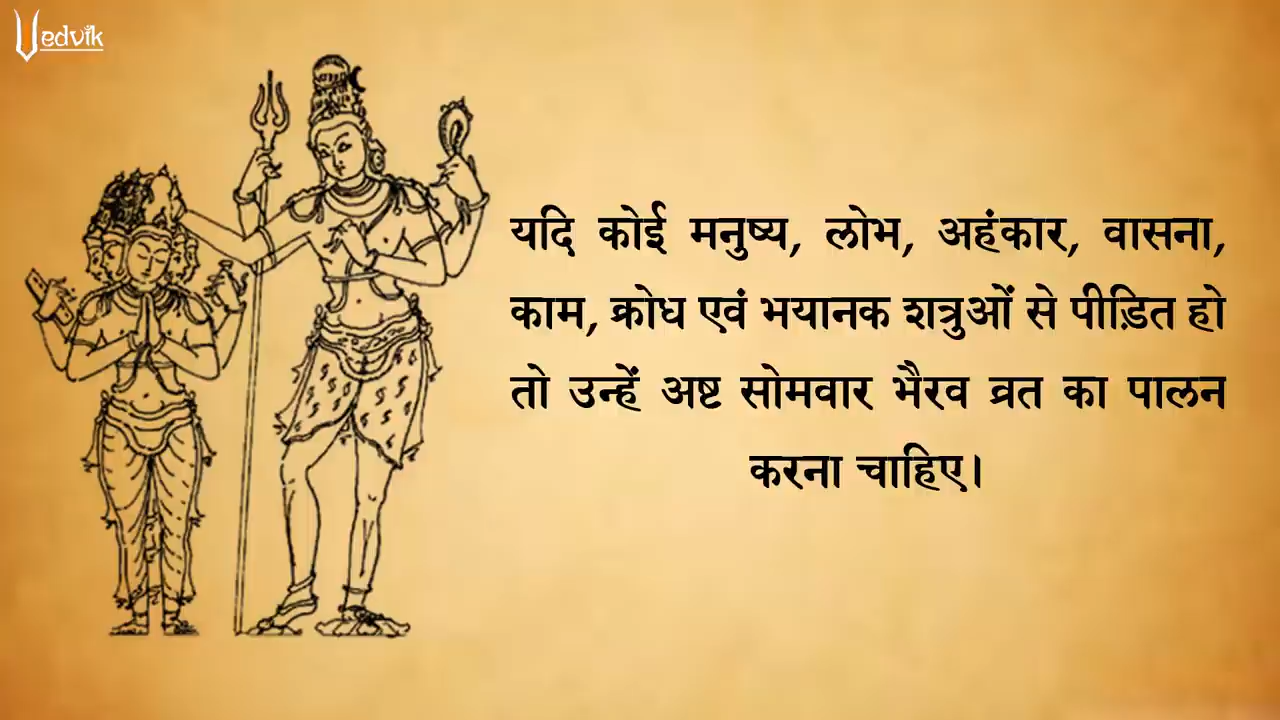 Vedvik
यदि कोई मनुष्य, लोभ, अहंकार, वासना,
काम, क्रोध एवं भयानक शत्रुओं से पीड़ित हो
तो उन्हें अष्ट सोमवार भैरव व्रत का पालन
करना चाहिए।